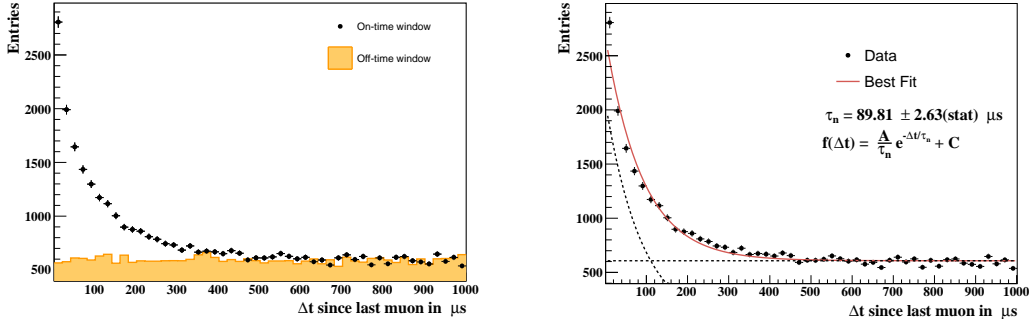 Entries
2500
2000
1500
1000
500
On-time window
Off-time window
100 200 300 400 500 600 700 800 900 1000
Δt since last muon in μs
Entries
2500
2000
1500
1000
500
Data
Best Fit
τn = 89.81 ± 2.63(stat) μs
f(Δt) = A/τn e^-Δt/τn + C
100 200 300 400 500 600 700 800 900 1000
Δt since last muon in μs